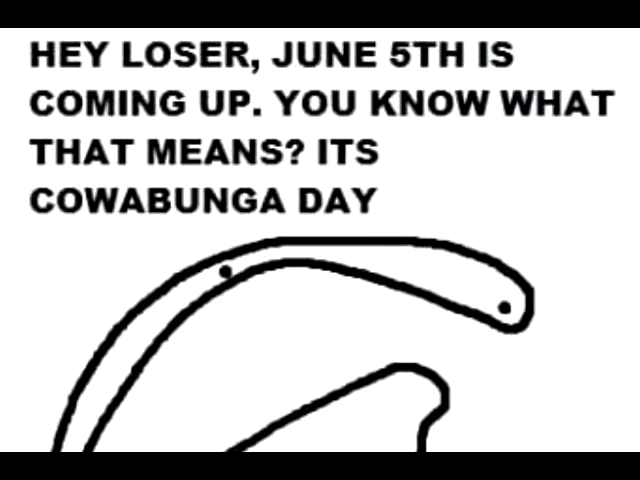 HEY LOSER, JUNE 5TH IS
COMING UP. YOU KNOW WHAT
THAT MEANS? ITS
COWABUNGA DAY